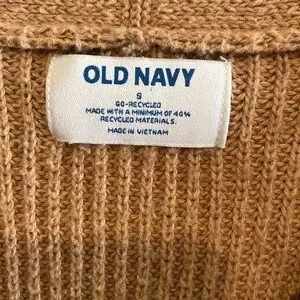 OLD NAVY
S
GO-RECYCLED
MADE WITH A MINIMUM OF 40%
RECYCLED MATERIALS.
MADE IN VIETNAM